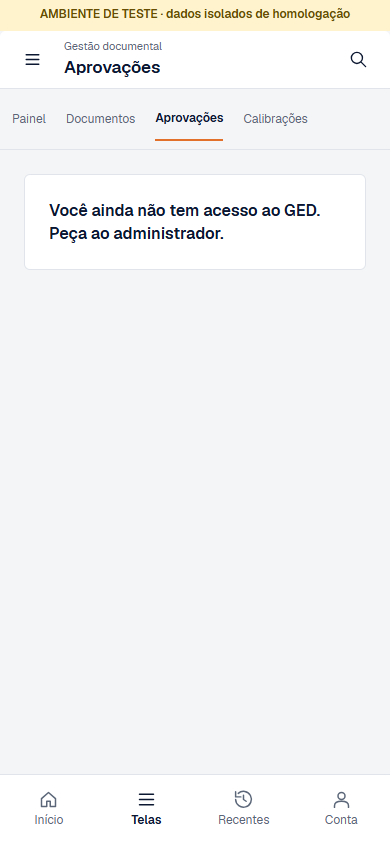 AMBIENTE DE TESTE · dados isolados de homologação
Gestão documental
Aprovações
Painel
Documentos
Aprovações
Calibrações
Você ainda não tem acesso ao GED.
Peça ao administrador.
Início
Telas
Recentes
Conta